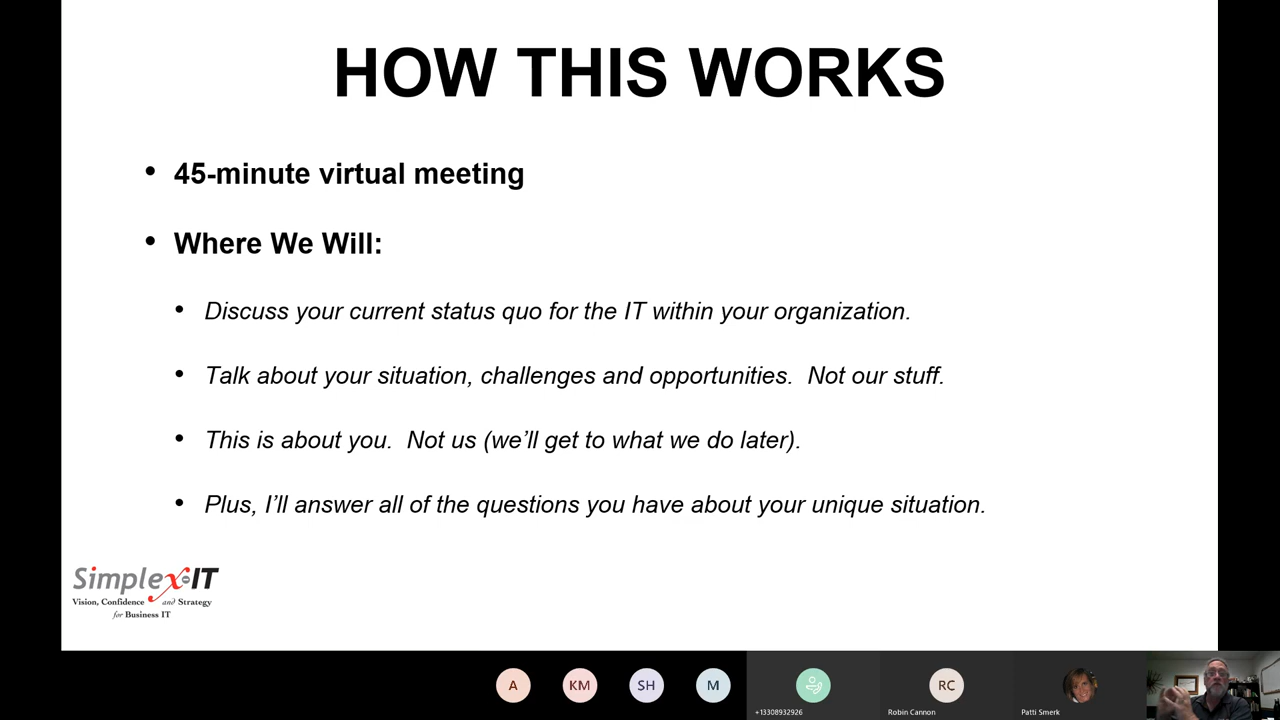 HOW THIS WORKS
• 45-minute virtual meeting
• Where We Will:
• Discuss your current status quo for the IT within your organization.
• Talk about your situation, challenges and opportunities.  Not our stuff.
• This is about you.  Not us (we’ll get to what we do later).
• Plus, I’ll answer all of the questions you have about your unique situation.
Simplex-IT
Vision, Confidence and Strategy
for Business IT
A KM SH M RC
+13308932926 Robin Cannon Patti Smerk